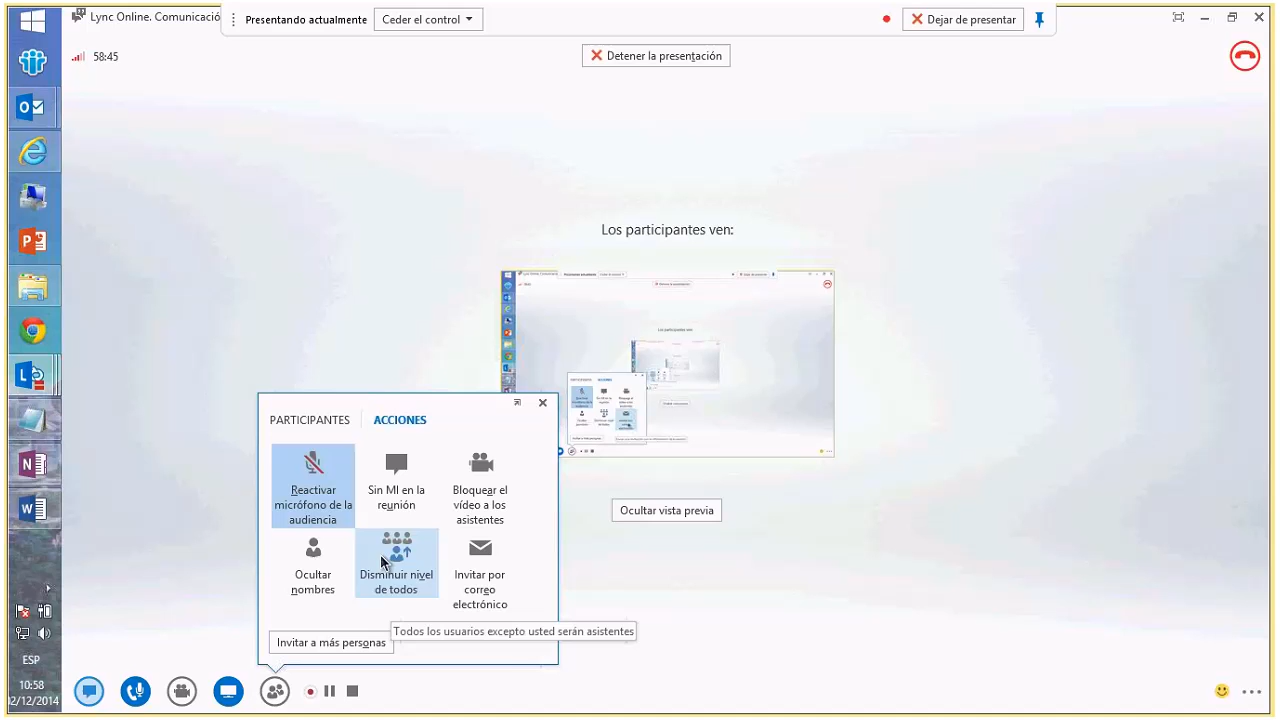 Lync Online. Comunicació
Presentando actualmente
Ceder el control
Dejar de presentar
58:45
Detener la presentación
Los participantes ven:
PARTICIPANTES
ACCIONES
Reactivar
micrófono de la
audiencia
Sin MI en la
reunión
Bloquear el
vídeo a los
asistentes
Ocultar
nombres
Disminuir nivel
de todos
Invitar por
correo
electrónico
Ocultar vista previa
Todos los usuarios excepto usted serán asistentes
Invitar a más personas
ESP
10:58
02/12/2014